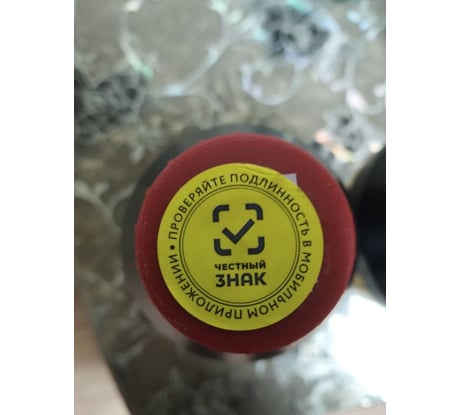 • ПРОВЕРЯЙТЕ ПОДЛИННОСТЬ В МОБИЛЬНОМ ПРИЛОЖЕНИИ
ЧЕСТНЫЙ
ЗНАК